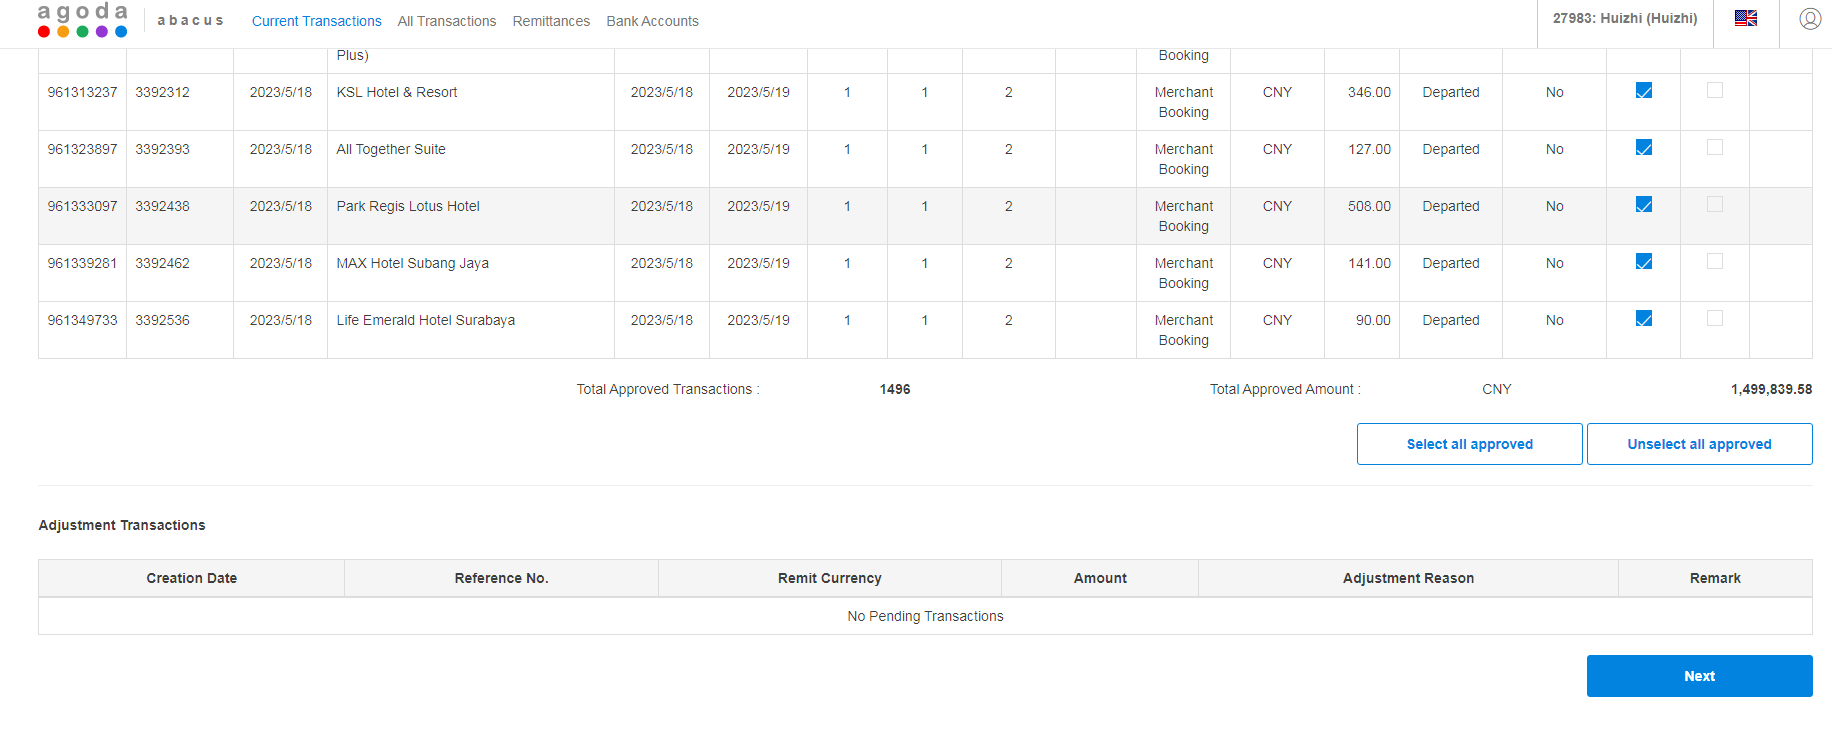 agoda abacus Current Transactions All Transactions Remittances Bank Accounts 27983: Huizhi (Huizhi)
Plus) Booking
961313237 3392312 2023/5/18 KSL Hotel & Resort 2023/5/18 2023/5/19 1 1 2 Merchant Booking CNY 346.00 Departed No
961323897 3392393 2023/5/18 All Together Suite 2023/5/18 2023/5/19 1 1 2 Merchant Booking CNY 127.00 Departed No
961333097 3392438 2023/5/18 Park Regis Lotus Hotel 2023/5/18 2023/5/19 1 1 2 Merchant Booking CNY 508.00 Departed No
961339281 3392462 2023/5/18 MAX Hotel Subang Jaya 2023/5/18 2023/5/19 1 1 2 Merchant Booking CNY 141.00 Departed No
961349733 3392536 2023/5/18 Life Emerald Hotel Surabaya 2023/5/18 2023/5/19 1 1 2 Merchant Booking CNY 90.00 Departed No
Total Approved Transactions : 1496 Total Approved Amount : CNY 1,499,839.58
Select all approved Unselect all approved
Adjustment Transactions
Creation Date Reference No. Remit Currency Amount Adjustment Reason Remark
No Pending Transactions
Next